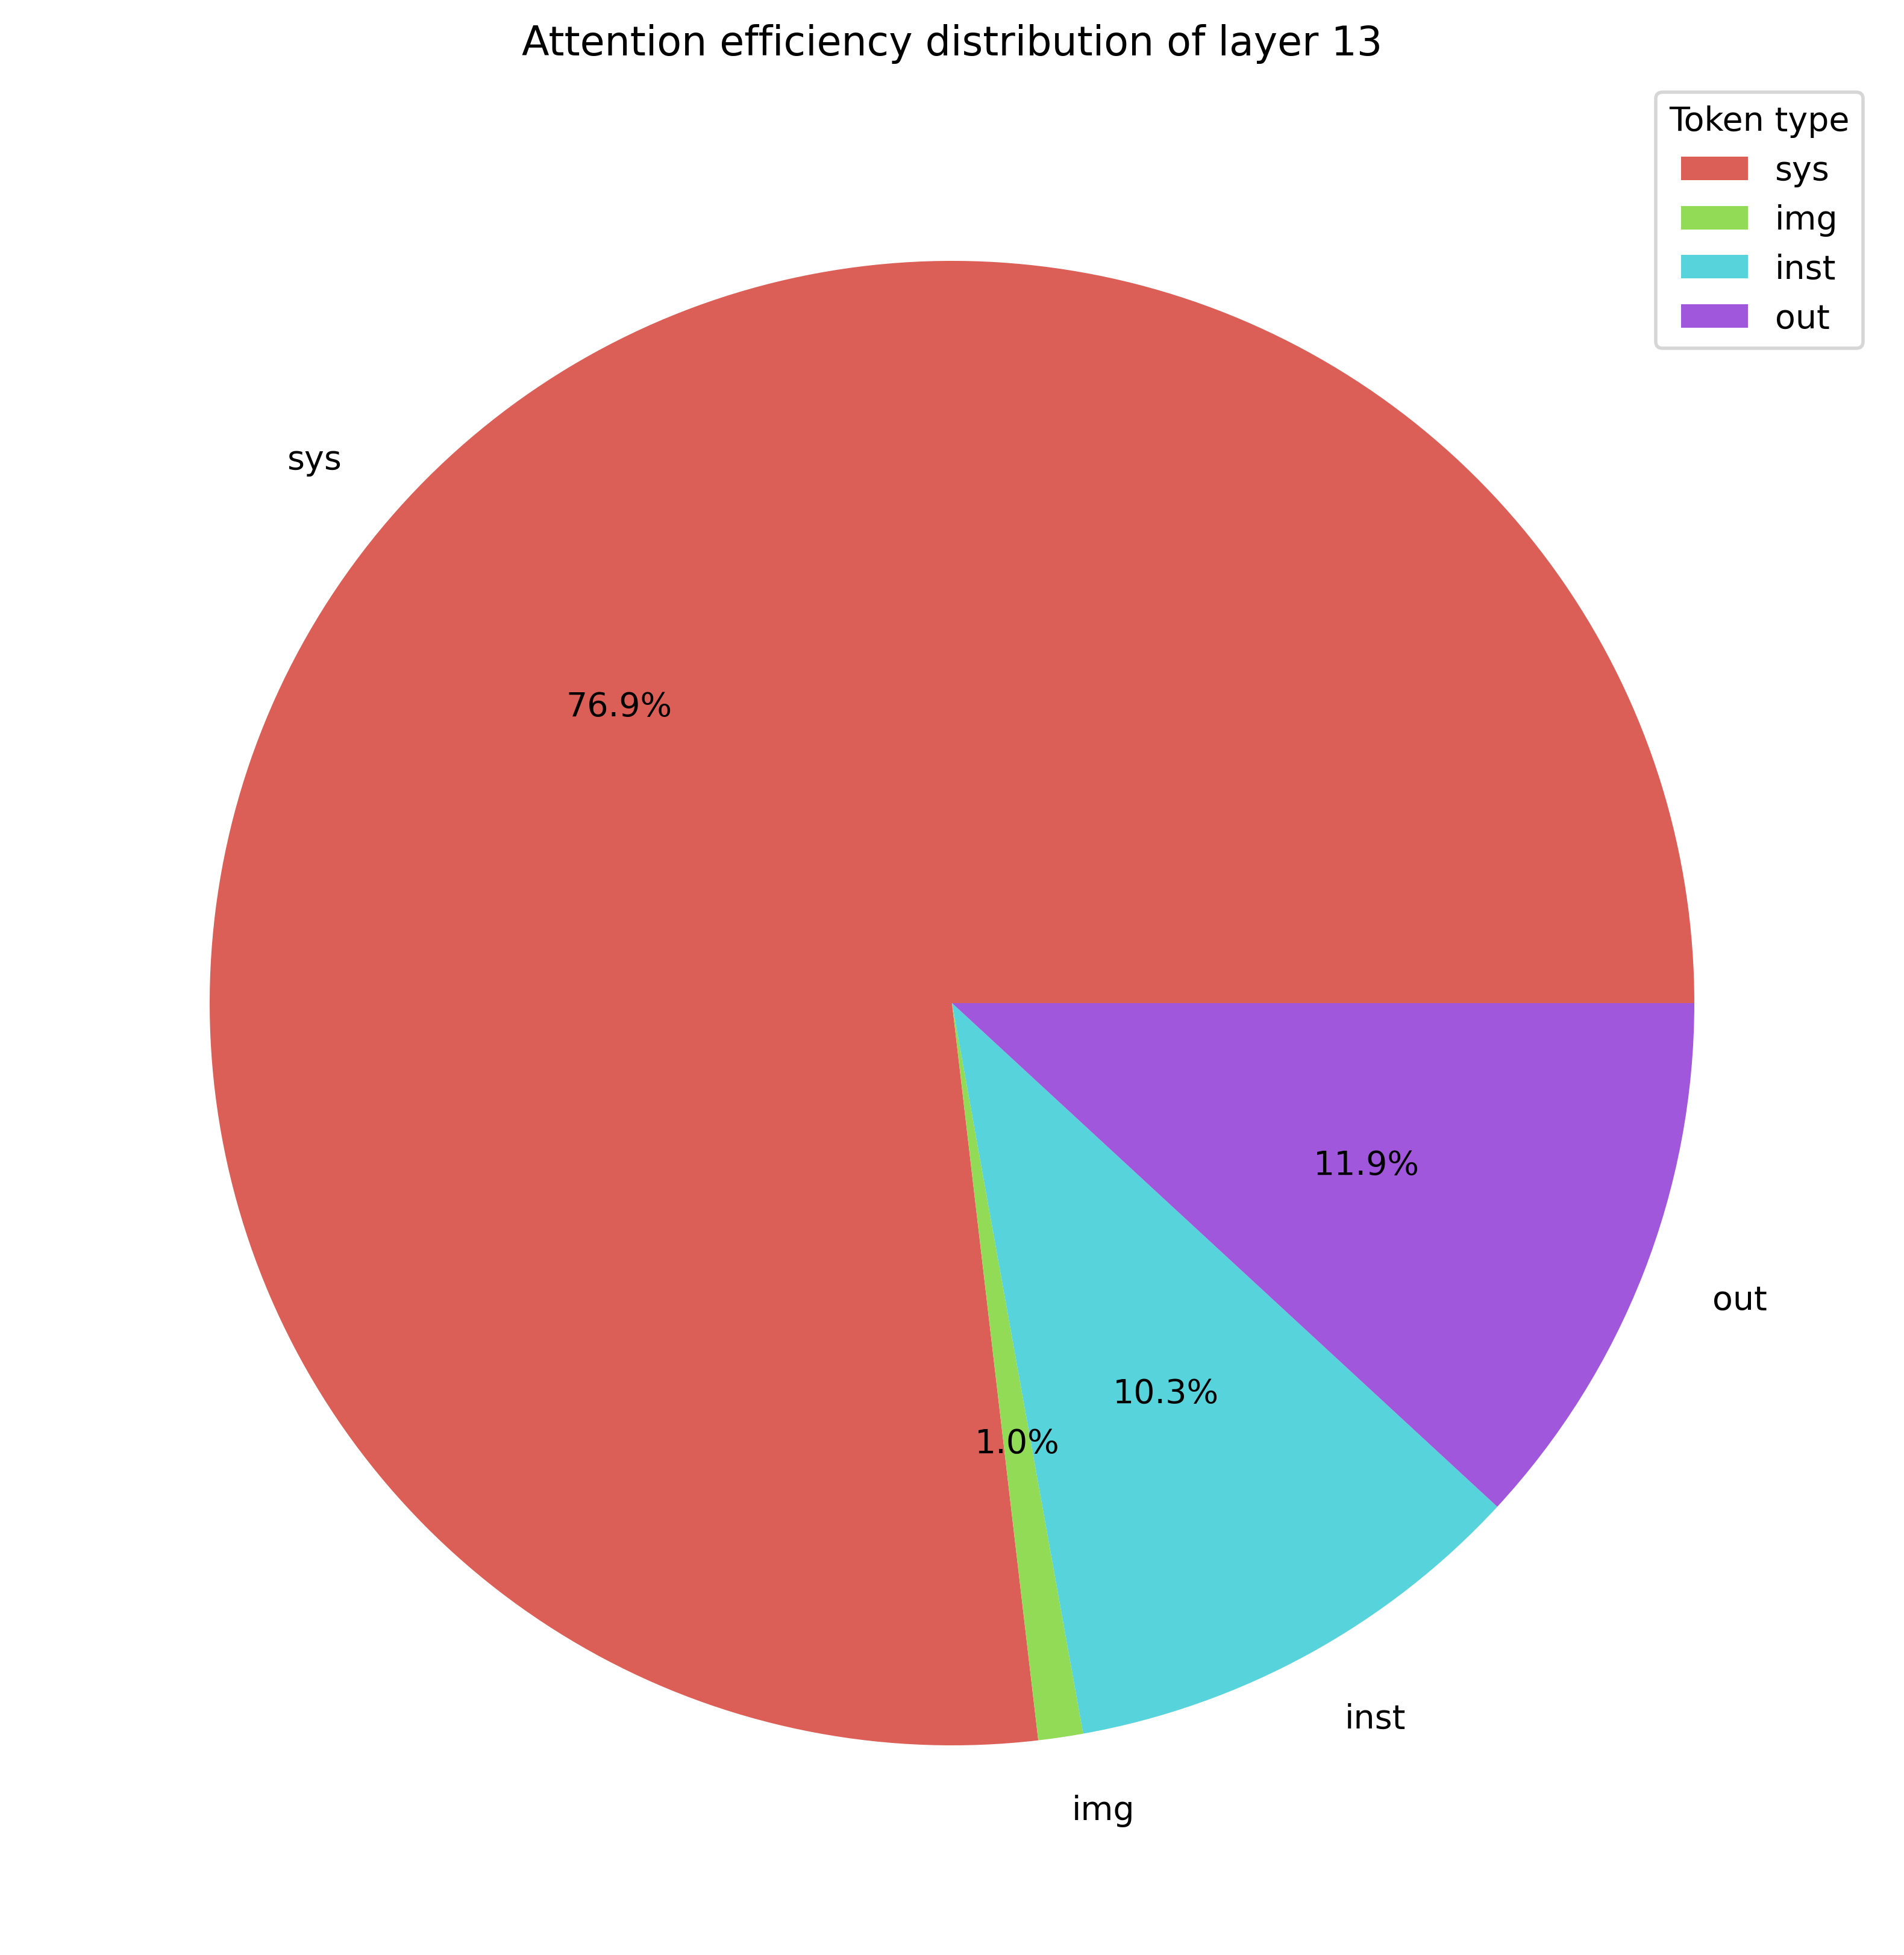 Attention efficiency distribution of layer 13
Token type
sys
img
inst
out
sys
76.9%
11.9%
out
10.3%
1.0%
inst
img